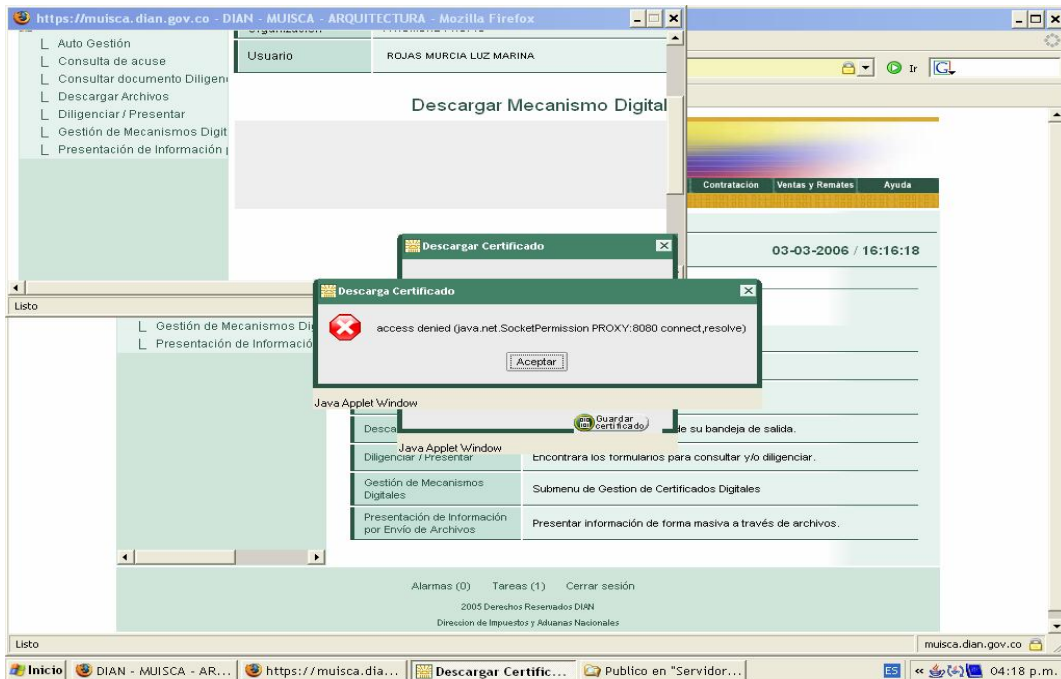 https://muisca.dian.gov.co - DIAN - MUISCA - ARQUITECTURA - Mozilla Firefox
Auto Gestión
Consulta de acuse
Consultar documento Diligen
Descargar Archivos
Diligenciar / Presentar
Gestión de Mecanismos Digit
Presentación de Información
Usuario
ROJAS MURCIA LUZ MARINA
Descargar Mecanismo Digital
Listo
Ir
Contratación
Ventas y Remates
Ayuda
03-03-2006 / 16:16:18
Descargar Certificado
Descarga Certificado
access denied (java.net.SocketPermission PROXY:8080 connect,resolve)
Aceptar
Java Applet Window
Guardar
certificado
Java Applet Window
Gestión de Mecanismos Di
Presentación de Informació
Desca
de su bandeja de salida.
Diligenciar / Presentar
Encontrara los formularios para consultar y/o diligenciar.
Gestión de Mecanismos
Digitales
Submenu de Gestion de Certificados Digitales
Presentación de Información
por Envío de Archivos
Presentar información de forma masiva a través de archivos.
Alarmas (0)
Tareas (1)
Cerrar sesión
2005 Derechos Reservados DIAN
Direccion de Impuestos y Aduanas Nacionales
Listo
muisca.dian.gov.co
Inicio
DIAN - MUISCA - AR...
https://muisca.dia...
Descargar Certific...
Publico en "Servidor...
ES
04:18 p.m.